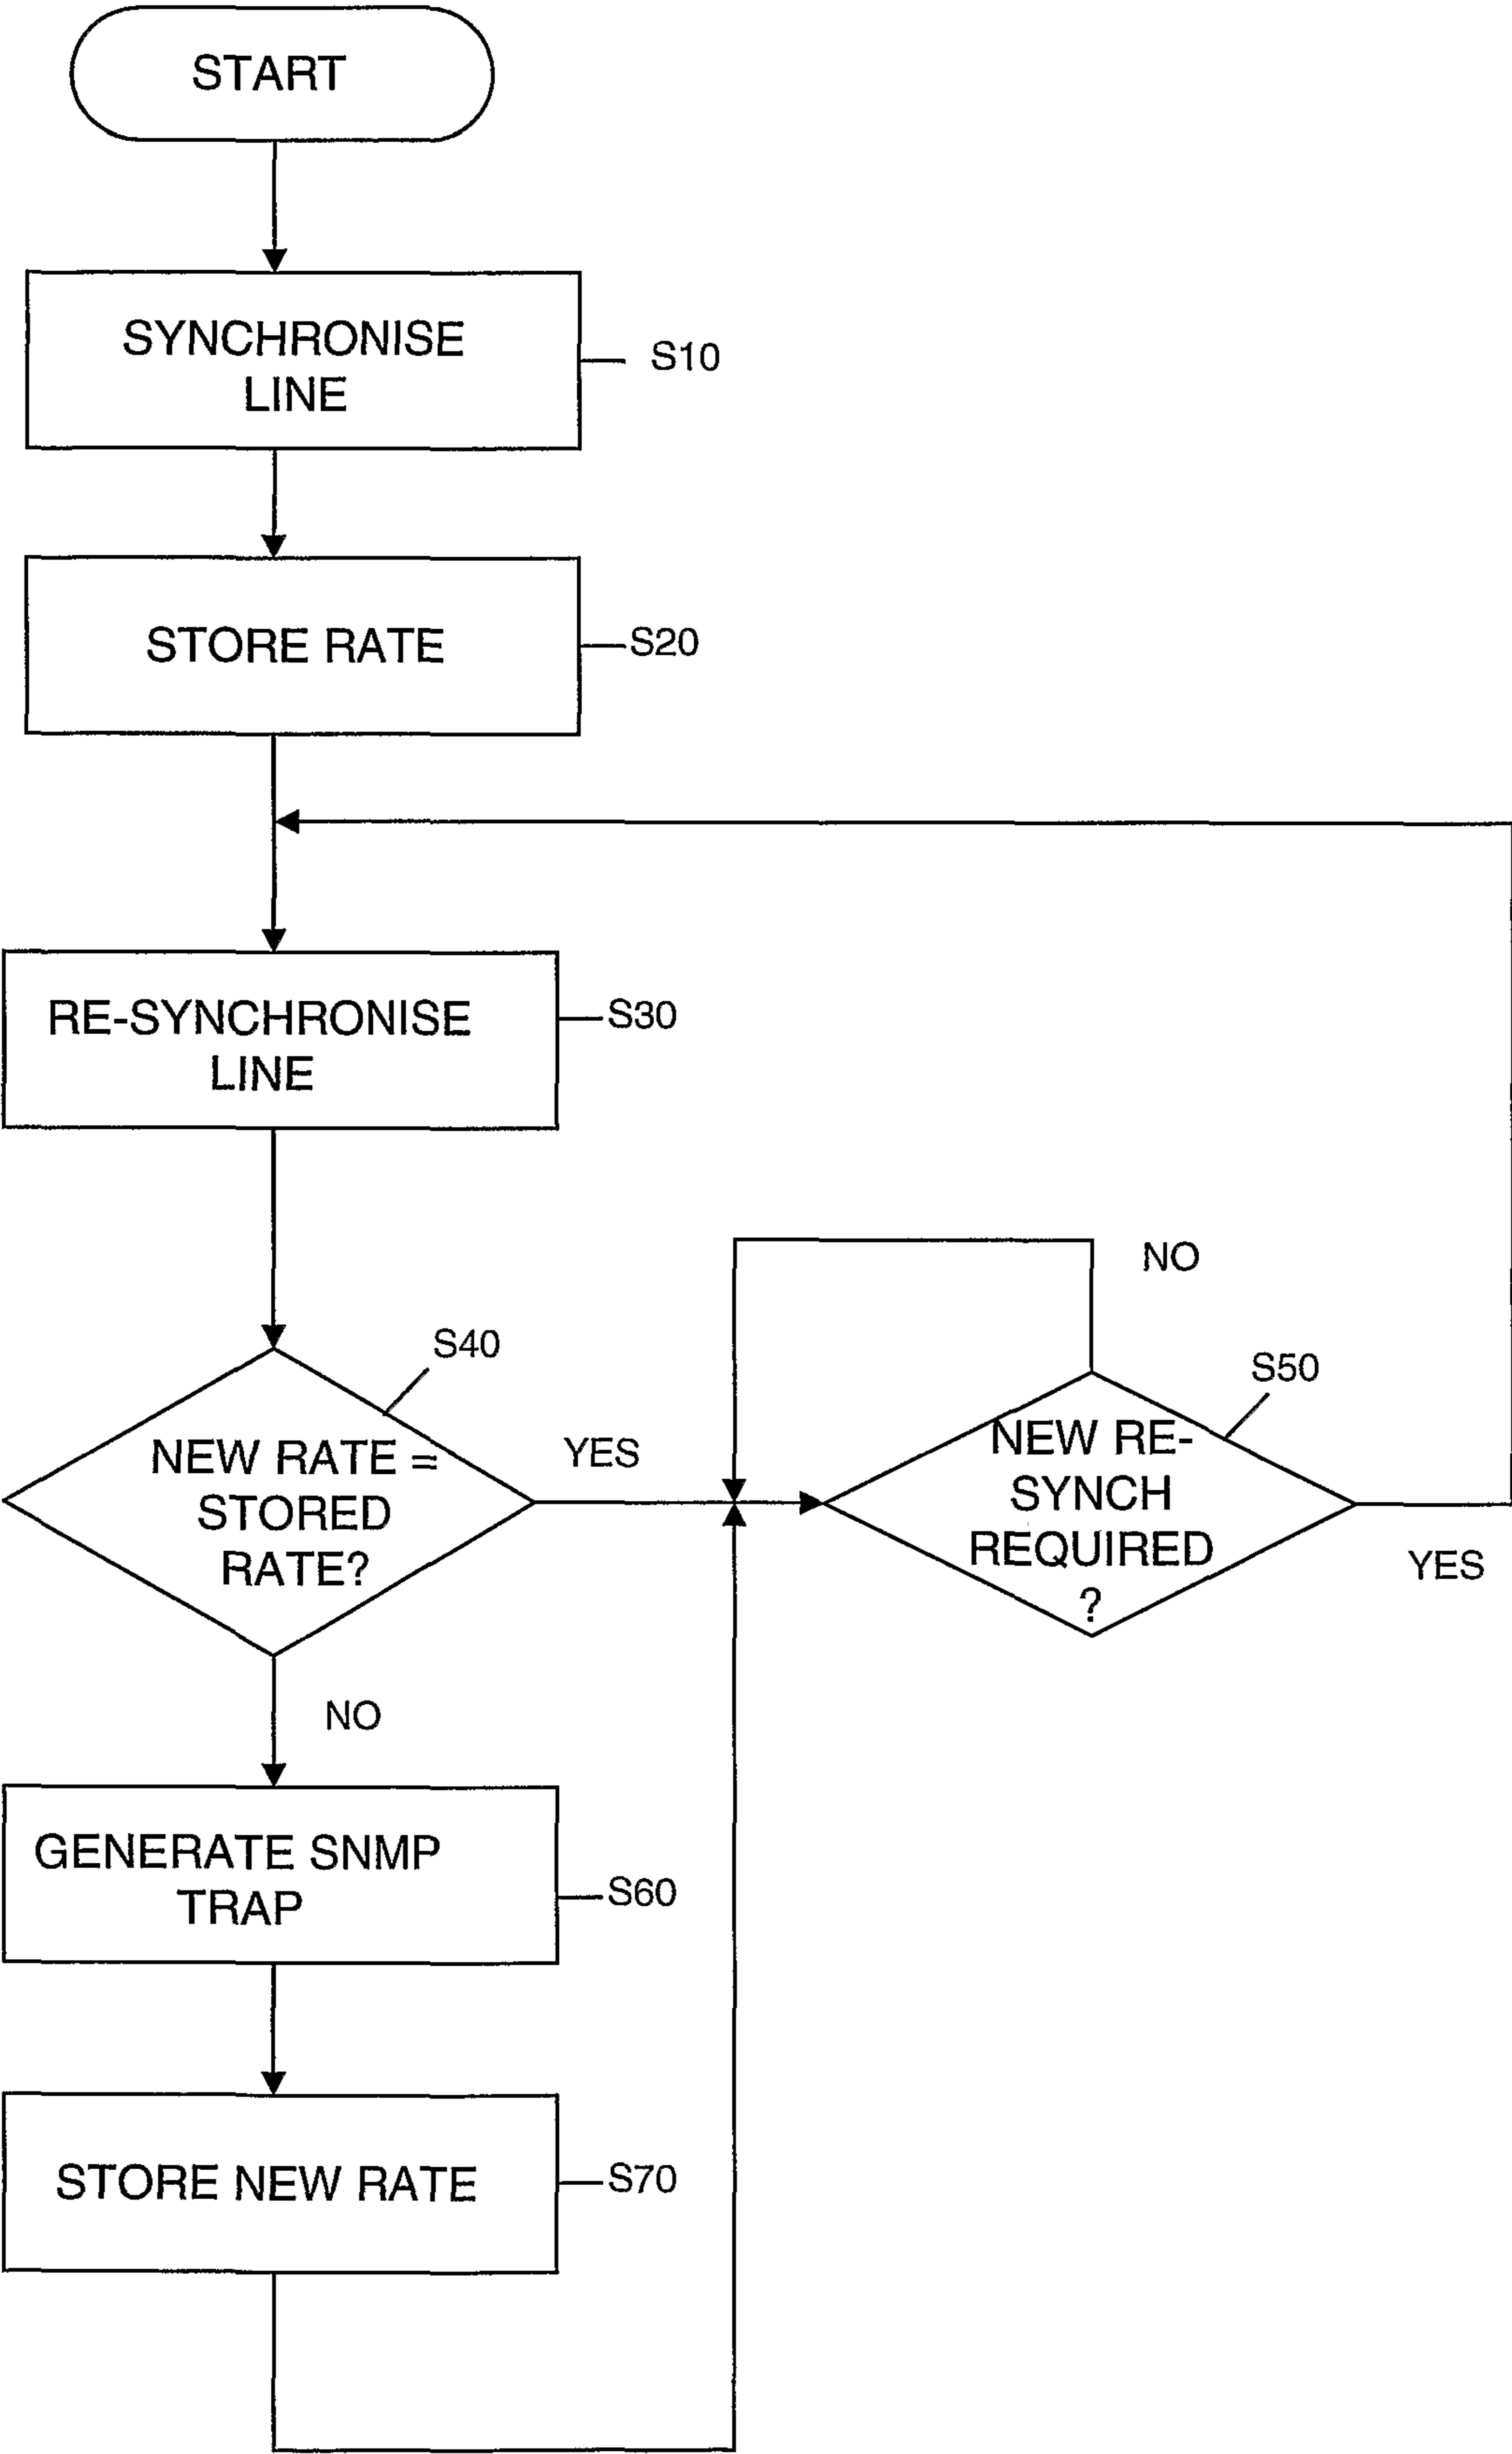 START
SYNCHRONISE
LINE
S10
STORE RATE
S20
RE-SYNCHRONISE
LINE
S30
NO
S40
S50
NEW RATE =
STORED
RATE?
YES
NEW RE-
SYNCH
REQUIRED
?
YES
NO
GENERATE SNMP
TRAP
S60
STORE NEW RATE
S70